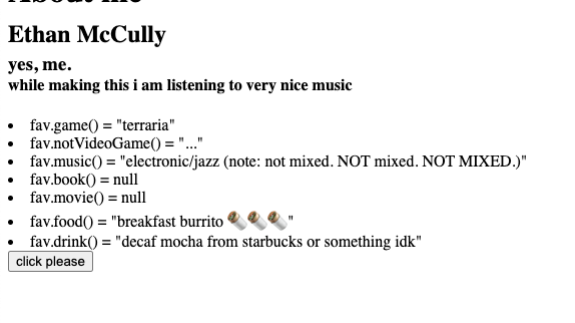 About me
Ethan McCully
yes, me.
while making this i am listening to very nice music
• fav.game() = "terraria"
• fav.notVideoGame() = "..."
• fav.music() = "electronic/jazz (note: not mixed. NOT mixed. NOT MIXED.)"
• fav.book() = null
• fav.movie() = null
• fav.food() = "breakfast burrito 🌯🌯🌯"
• fav.drink() = "decaf mocha from starbucks or something idk"
click please